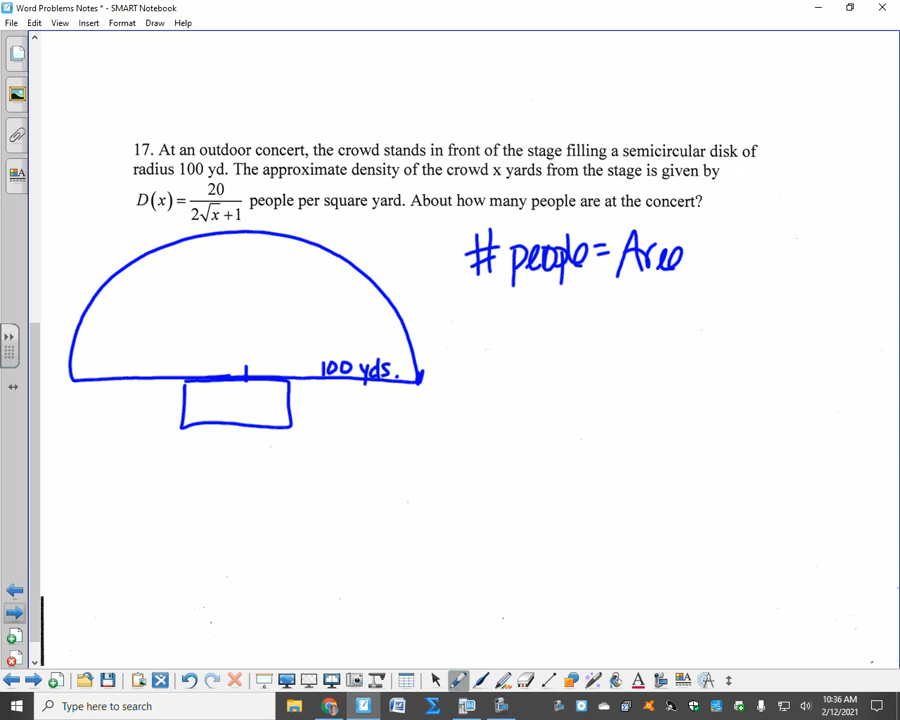 Word Problems Notes * - SMART Notebook
File Edit View Insert Format Draw Help
17. At an outdoor concert, the crowd stands in front of the stage filling a semicircular disk of
radius 100 yd. The approximate density of the crowd x yards from the stage is given by
D(x) = 20 / (2√x + 1) people per square yard. About how many people are at the concert?
# people = Area
100 yds.
Type here to search
10:36 AM
2/12/2021